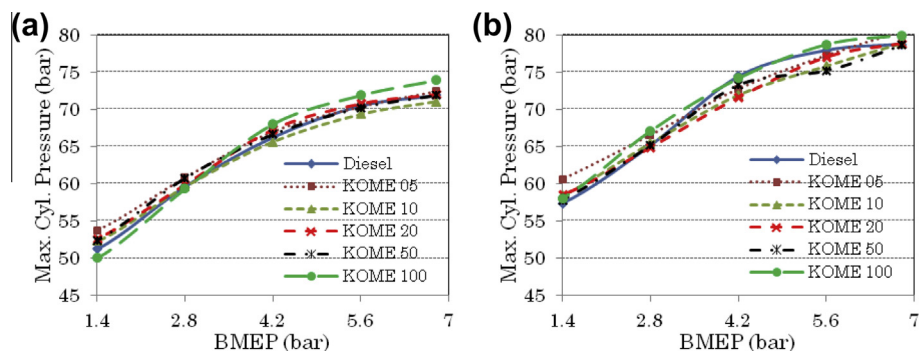 (a)
80
75
70
65
60
55
50
45
Max. Cyl. Pressure (bar)
Diesel
KOME 05
KOME 10
KOME 20
KOME 50
KOME 100
1.4 2.8 4.2 5.6 7
BMEP (bar)
(b)
80
75
70
65
60
55
50
45
Max. Cyl. Pressure (bar)
Diesel
KOME 05
KOME 10
KOME 20
KOME 50
KOME 100
1.4 2.8 4.2 5.6 7
BMEP (bar)